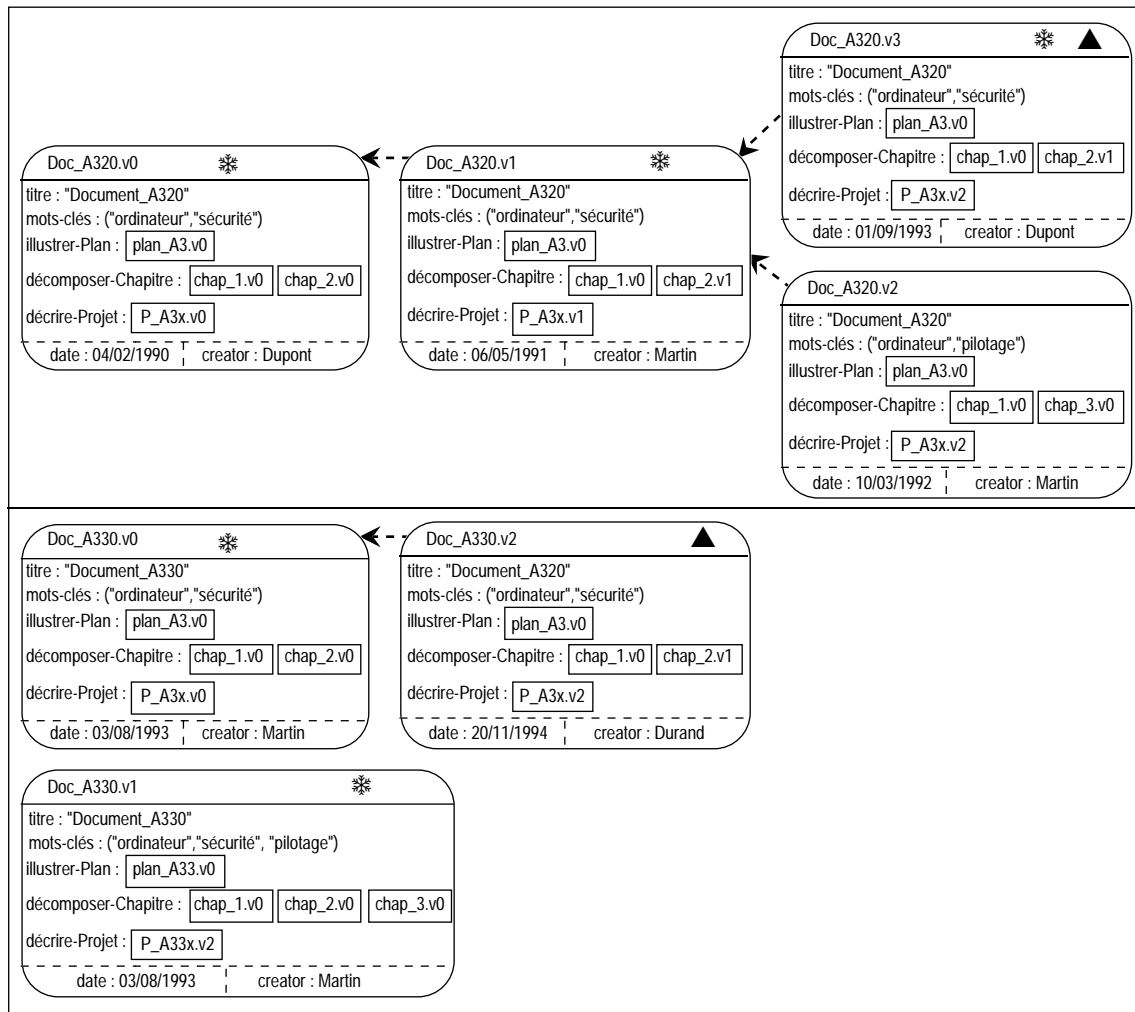 Doc_A320.v3
titre : "Document_A320"
mots-clés : ("ordinateur","sécurité")
illustrer-Plan : plan_A3.v0
décomposer-Chapitre : chap_1.v0 chap_2.v1
décrire-Projet : P_A3x.v2
date : 01/09/1993 creator : Dupont
Doc_A320.v0
titre : "Document_A320"
mots-clés : ("ordinateur","sécurité")
illustrer-Plan : plan_A3.v0
décomposer-Chapitre : chap_1.v0 chap_2.v0
décrire-Projet : P_A3x.v0
date : 04/02/1990 creator : Dupont
Doc_A320.v1
titre : "Document_A320"
mots-clés : ("ordinateur","sécurité")
illustrer-Plan : plan_A3.v0
décomposer-Chapitre : chap_1.v0 chap_2.v1
décrire-Projet : P_A3x.v1
date : 06/05/1991 creator : Martin
Doc_A320.v2
titre : "Document_A320"
mots-clés : ("ordinateur","pilotage")
illustrer-Plan : plan_A3.v0
décomposer-Chapitre : chap_1.v0 chap_3.v0
décrire-Projet : P_A3x.v2
date : 10/03/1992 creator : Martin
Doc_A330.v0
titre : "Document_A330"
mots-clés : ("ordinateur","sécurité")
illustrer-Plan : plan_A3.v0
décomposer-Chapitre : chap_1.v0 chap_2.v0
décrire-Projet : P_A3x.v0
date : 03/08/1993 creator : Martin
Doc_A330.v2
titre : "Document_A320"
mots-clés : ("ordinateur","sécurité")
illustrer-Plan : plan_A3.v0
décomposer-Chapitre : chap_1.v0 chap_2.v1
décrire-Projet : P_A3x.v2
date : 20/11/1994 creator : Durand
Doc_A330.v1
titre : "Document_A330"
mots-clés : ("ordinateur","sécurité", "pilotage")
illustrer-Plan : plan_A33.v0
décomposer-Chapitre : chap_1.v0 chap_2.v0 chap_3.v0
décrire-Projet : P_A33x.v2
date : 03/08/1993 creator : Martin